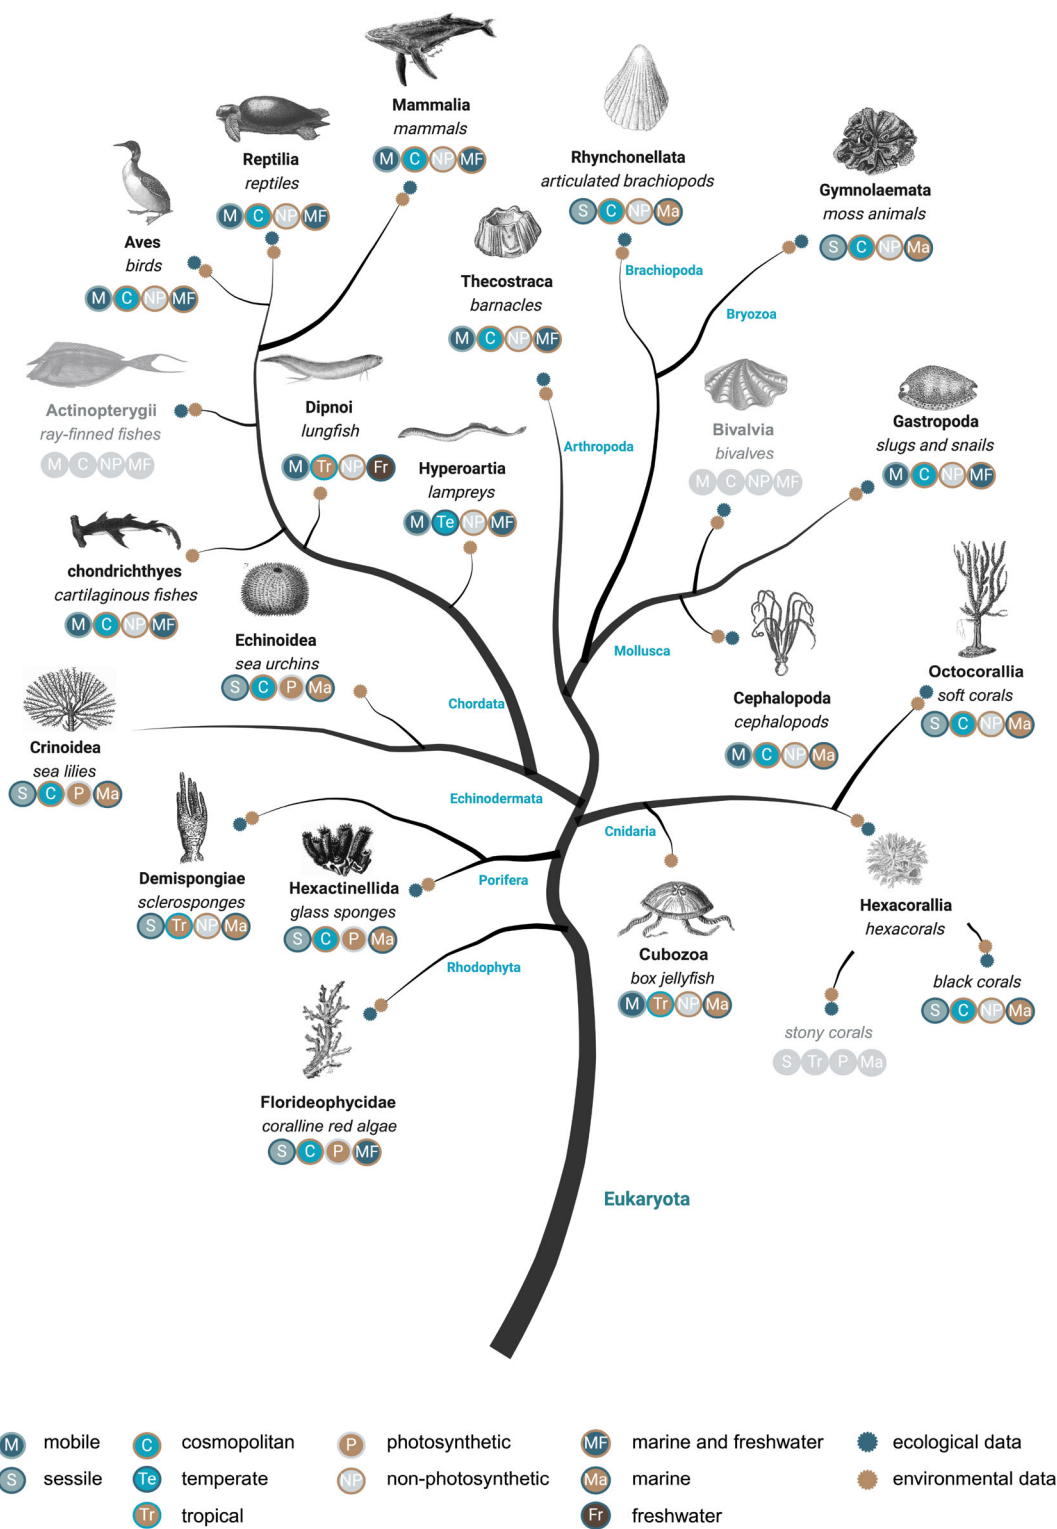 Mammalia
mammals
M C NP MF
Reptilia
reptiles
M C NP MF
Aves
birds
M C NP MF
Rhynchonellata
articulated brachiopods
S C NP Ma
Brachiopoda
Gymnolaemata
moss animals
S C NP Ma
Bryozoa
Thecostraca
barnacles
M C NP MF
Arthropoda
Actinopterygii
ray-finned fishes
M C NP MF
Dipnoi
lungfish
M Tr NP Fr
Hyperoartia
lampreys
M Te NP MF
Bivalvia
bivalves
M C NP MF
Gastropoda
slugs and snails
M C NP MF
chondrichthyes
cartilaginous fishes
M C NP MF
Echinoidea
sea urchins
S C P Ma
Chordata
Mollusca
Cephalopoda
cephalopods
M C NP Ma
Octocorallia
soft corals
S C NP Ma
Crinoidea
sea lilies
S C P Ma
Echinodermata
Cnidaria
Demispongiae
sclerosponges
S Tr NP Ma
Hexactinellida
glass sponges
S C P Ma
Porifera
Rhodophyta
Cubozoa
box jellyfish
M Tr NP Ma
Hexacorallia
hexacorals
black corals
S C NP Ma
stony corals
S Tr P Ma
Florideophycidae
coralline red algae
S C P MF
Eukaryota
M mobile
S sessile
C cosmopolitan
Te temperate
Tr tropical
P photosynthetic
NP non-photosynthetic
MF marine and freshwater
Ma marine
Fr freshwater
ecological data
environmental data